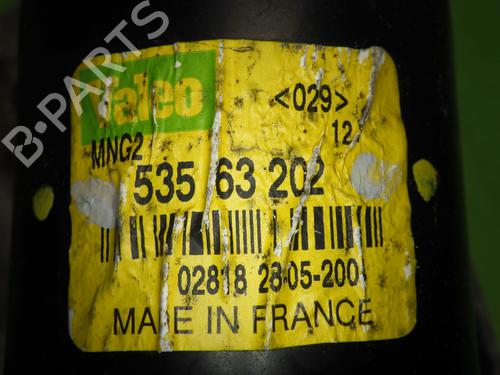 Valeo
<029>
12
MNG2
535 63 202
02818 28-05-200
MADE IN FRANCE
B-PARTS